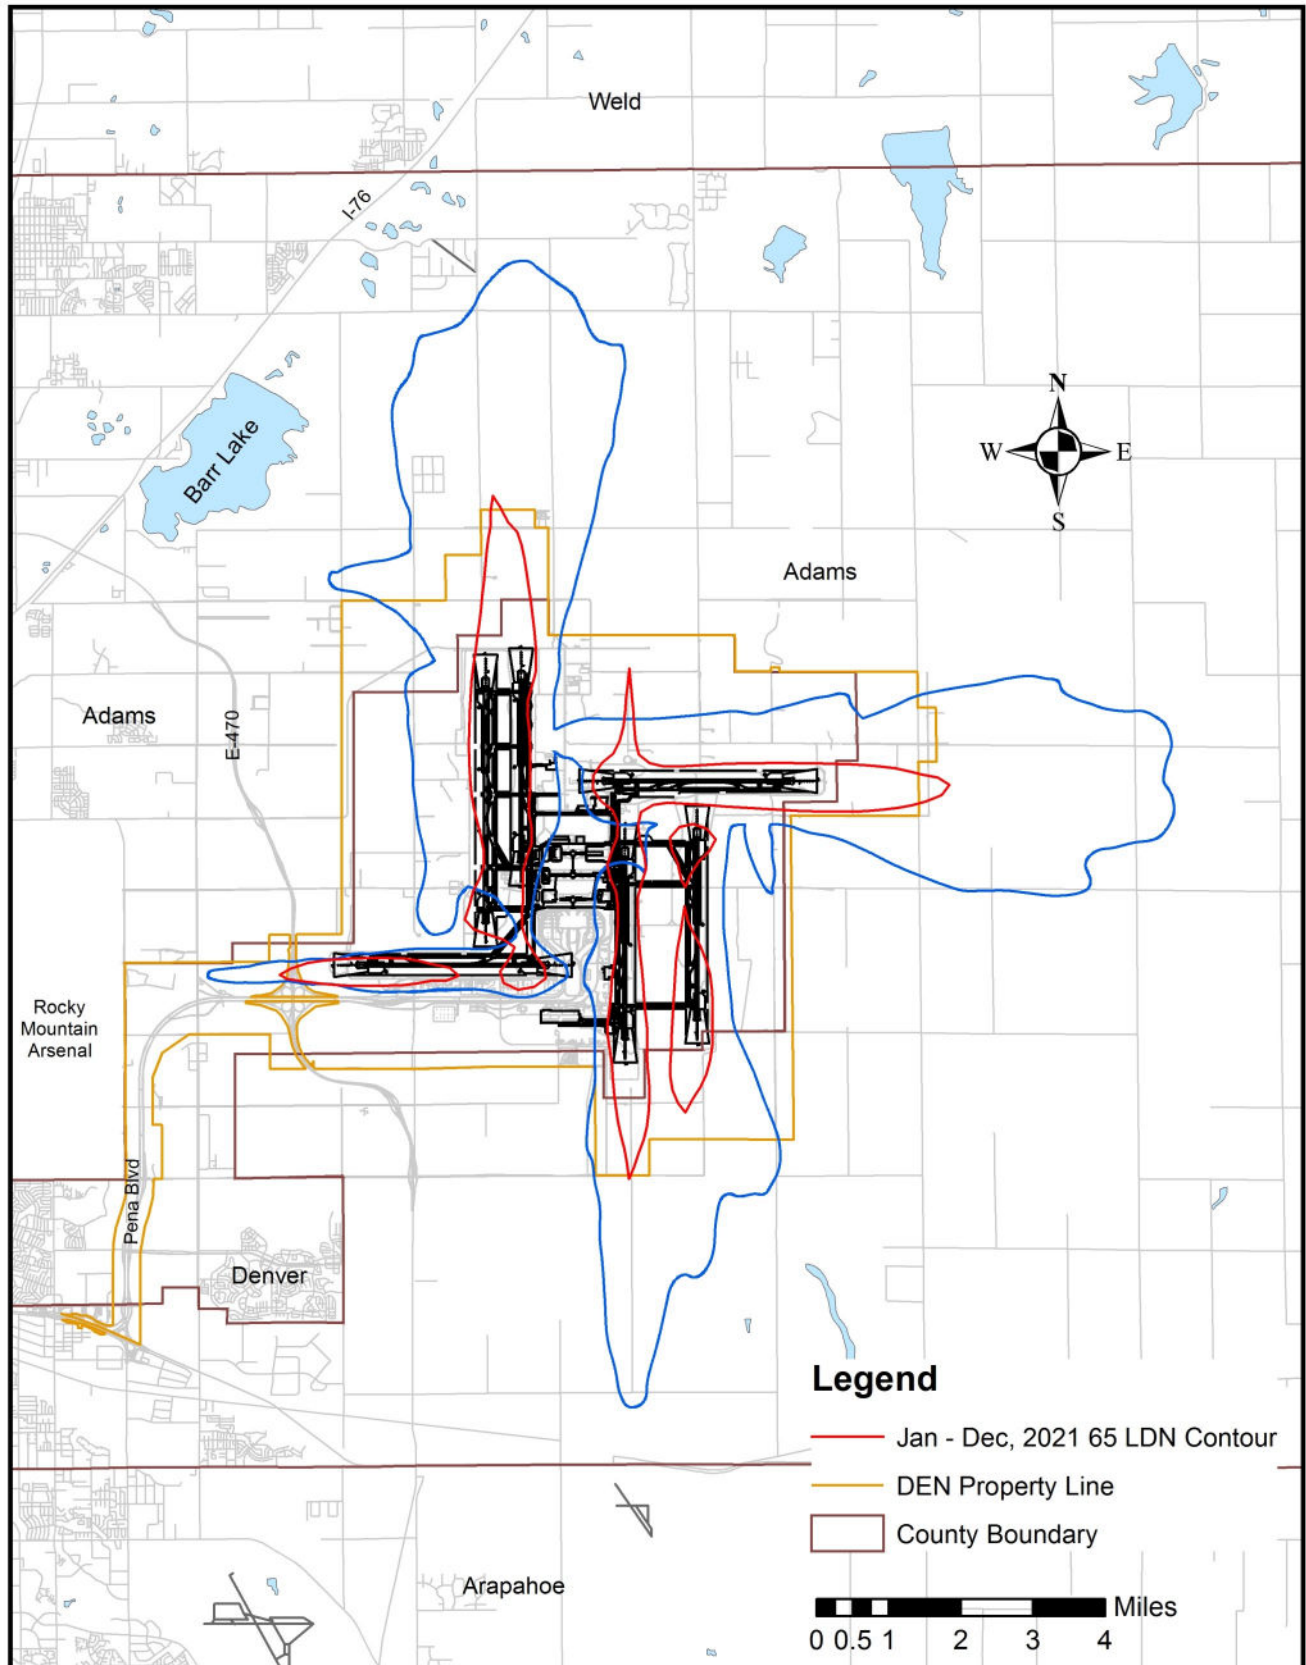 Weld
I-76
Barr Lake
N
W E
S
Adams
Adams
E-470
Rocky
Mountain
Arsenal
Pena Blvd
Denver
Legend
Jan - Dec, 2021 65 LDN Contour
DEN Property Line
County Boundary
Arapahoe
Miles
0 0.5 1 2 3 4